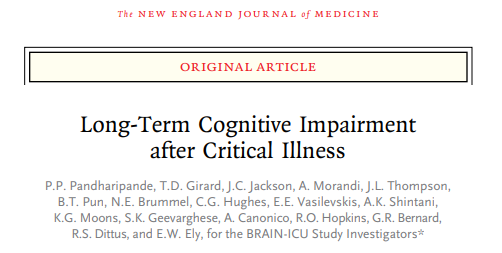 The NEW ENGLAND JOURNAL of MEDICINE
ORIGINAL ARTICLE
Long-Term Cognitive Impairment
after Critical Illness
P.P. Pandharipande, T.D. Girard, J.C. Jackson, A. Morandi, J.L. Thompson,
B.T. Pun, N.E. Brummel, C.G. Hughes, E.E. Vasilevskis, A.K. Shintani,
K.G. Moons, S.K. Geevarghese, A. Canonico, R.O. Hopkins, G.R. Bernard,
R.S. Dittus, and E.W. Ely, for the BRAIN-ICU Study Investigators*